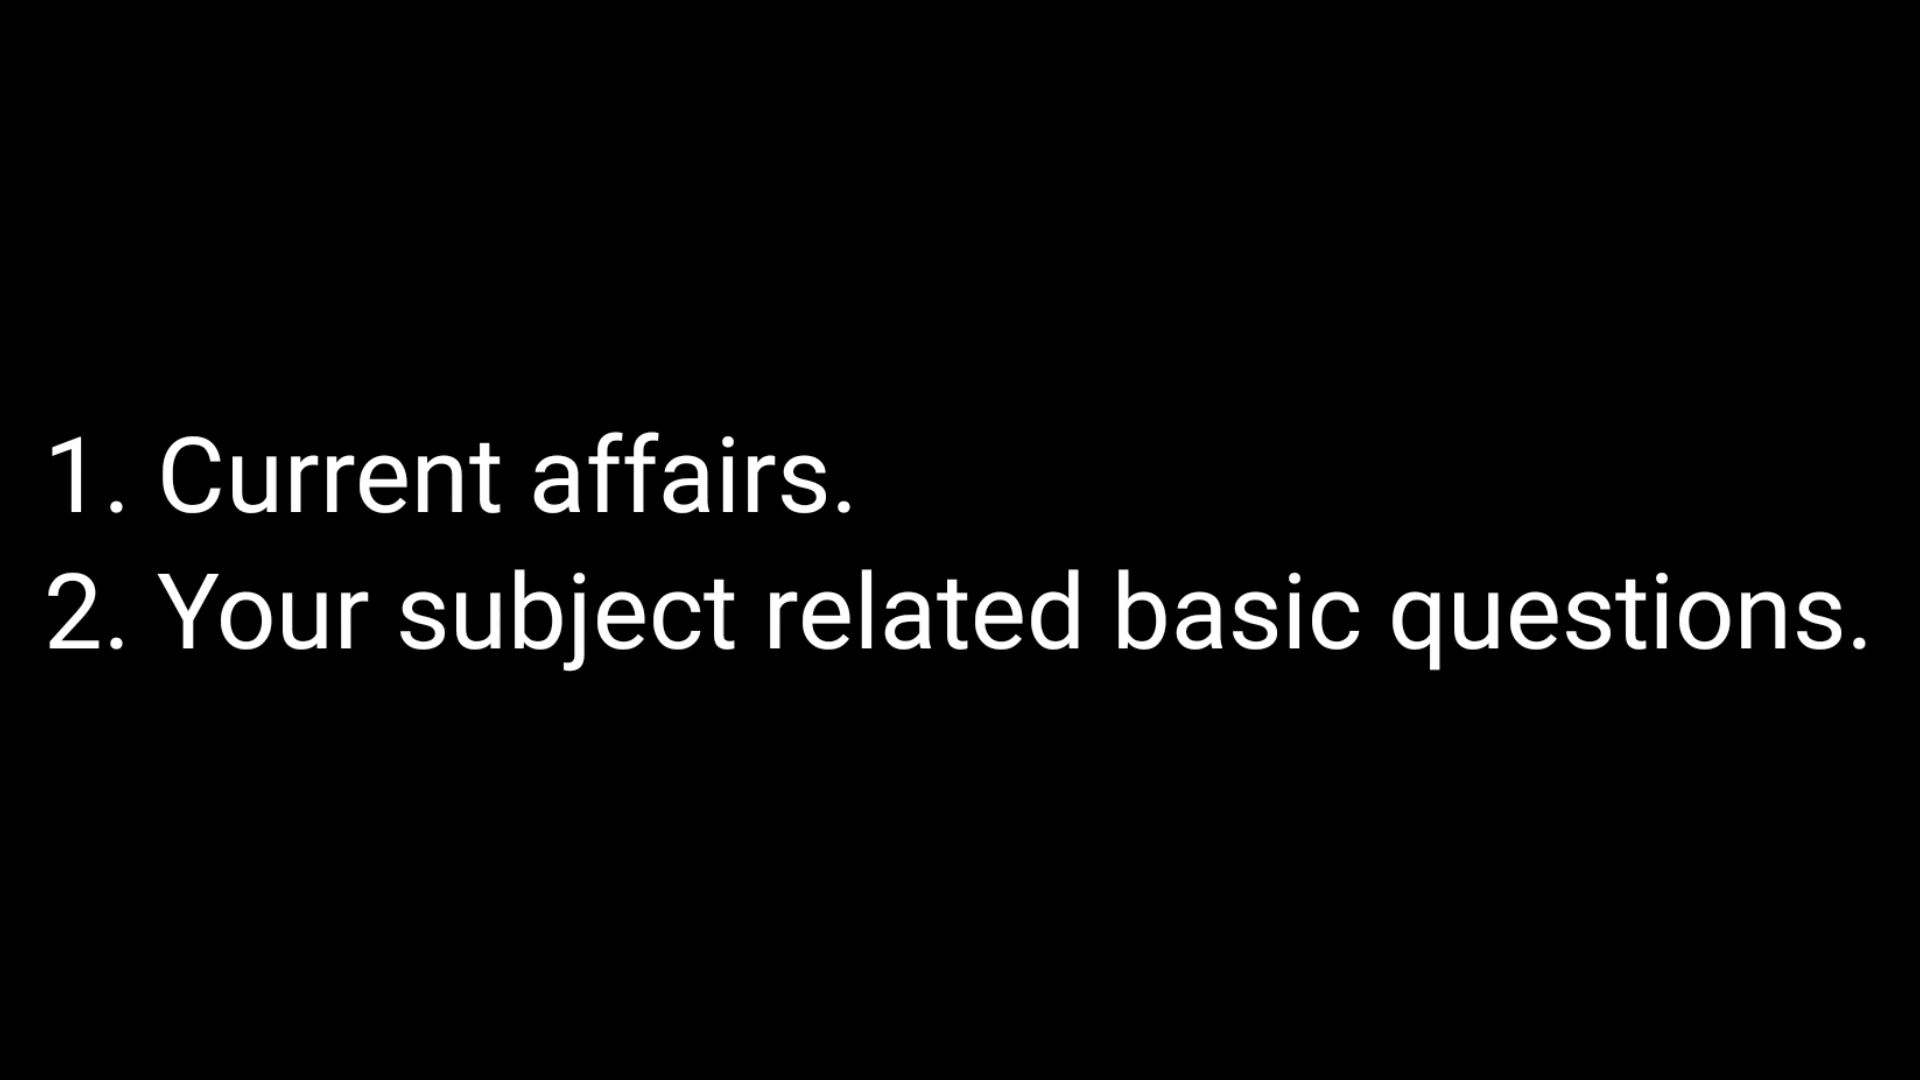 1. Current affairs.
2. Your subject related basic questions.